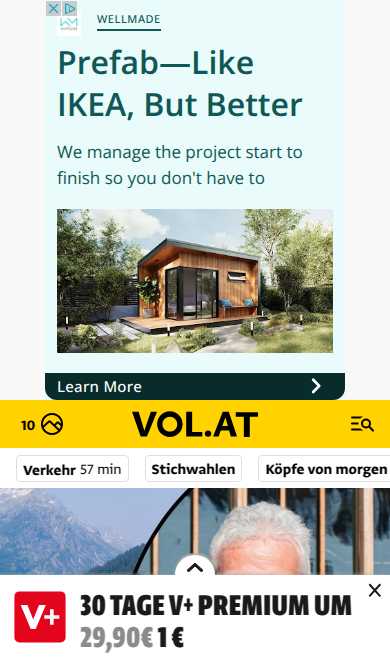 WELLMADE
Prefab—Like
IKEA, But Better
We manage the project start to
finish so you don't have to
Learn More
10
VOL.AT
Verkehr 57 min
Stichwahlen
Köpfe von morgen
V+
30 TAGE V+ PREMIUM UM
29,90€ 1 €